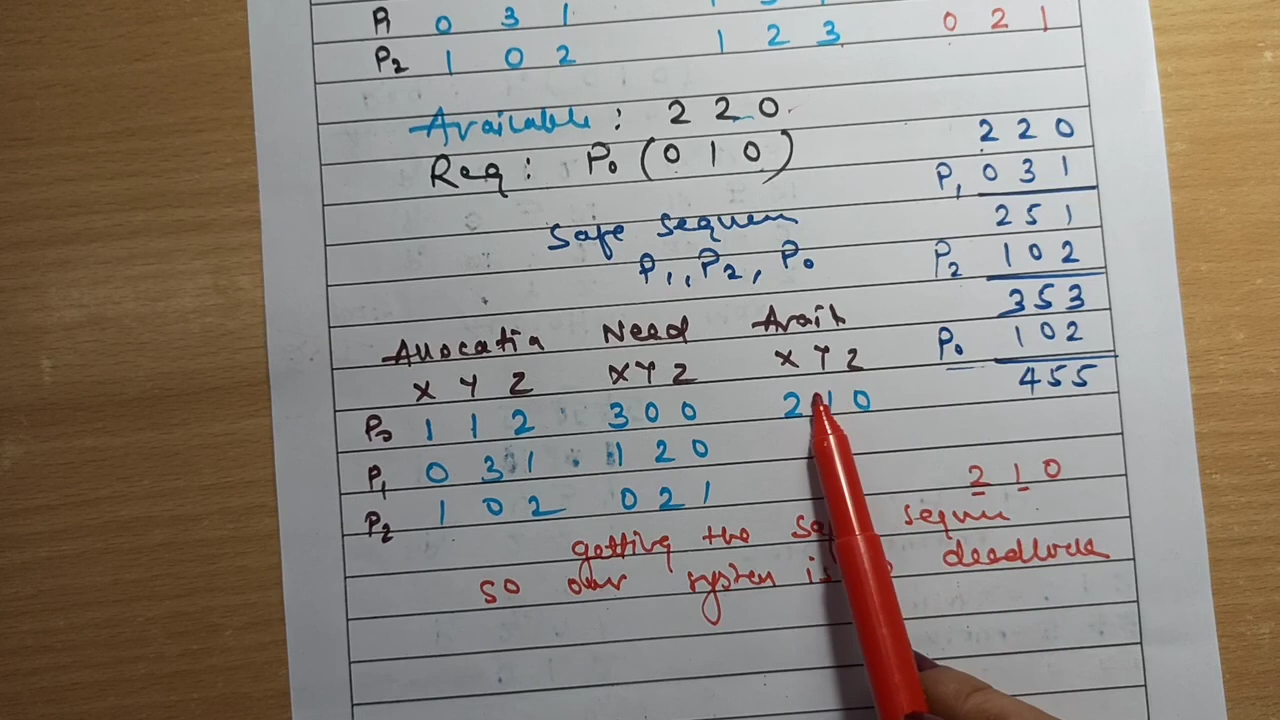 P1 0 3 1
P2 1 0 2 1 2 3 0 2 1
Available : 2 2 0
Req : P0 (0 1 0)
2 2 0
P1 0 3 1
2 5 1
P2 1 0 2
3 5 3
P0 1 0 2
4 5 5
Safe sequen
P1, P2, P0
Allocatin Need Avail
X Y Z X Y Z X Y Z
P0 1 1 2 3 0 0 2 1 0
P1 0 3 1 1 2 0
P2 1 0 2 0 2 1
2 1 0
getting the sequn
so our system is deadlock